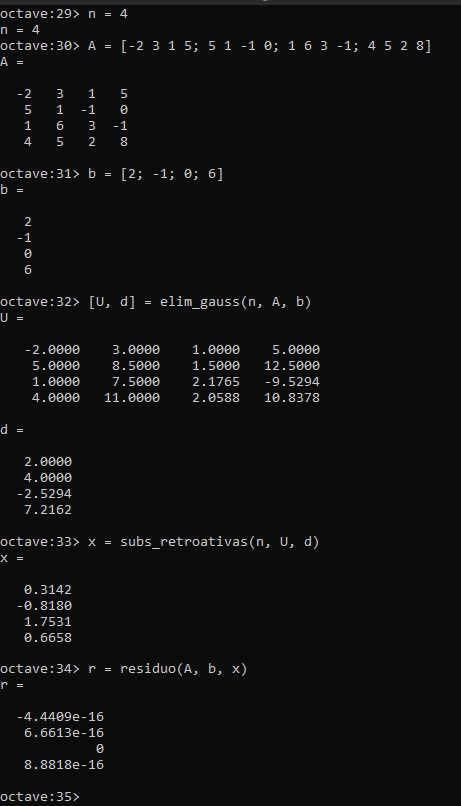 octave:29> n = 4
n = 4
octave:30> A = [-2 3 1 5; 5 1 -1 0; 1 6 3 -1; 4 5 2 8]
A =
-2 3 1 5
5 1 -1 0
1 6 3 -1
4 5 2 8
octave:31> b = [2; -1; 0; 6]
b =
2
-1
0
6
octave:32> [U, d] = elim_gauss(n, A, b)
U =
-2.0000 3.0000 1.0000 5.0000
5.0000 8.5000 1.5000 12.5000
1.0000 7.5000 2.1765 -9.5294
4.0000 11.0000 2.0588 10.8378
d =
2.0000
4.0000
-2.5294
7.2162
octave:33> x = subs_retroativas(n, U, d)
x =
0.3142
-0.8180
1.7531
0.6658
octave:34> r = residuo(A, b, x)
r =
-4.4409e-16
6.6613e-16
0
8.8818e-16
octave:35>